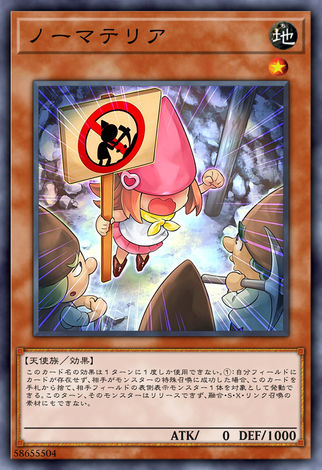 ノーマテリア
地
【天使族／効果】
このカード名の効果は１ターンに１度しか使用できない。①：自分フィールドに
カードが存在せず、相手がモンスターの特殊召喚に成功した場合、このカードを
手札から捨て、相手フィールドの表側表示モンスター１体を対象として発動で
きる。このターン、そのモンスターはリリースできず、融合・S・X・リンク召喚の
素材にもできない。
ATK/ 0 DEF/1000
58655504